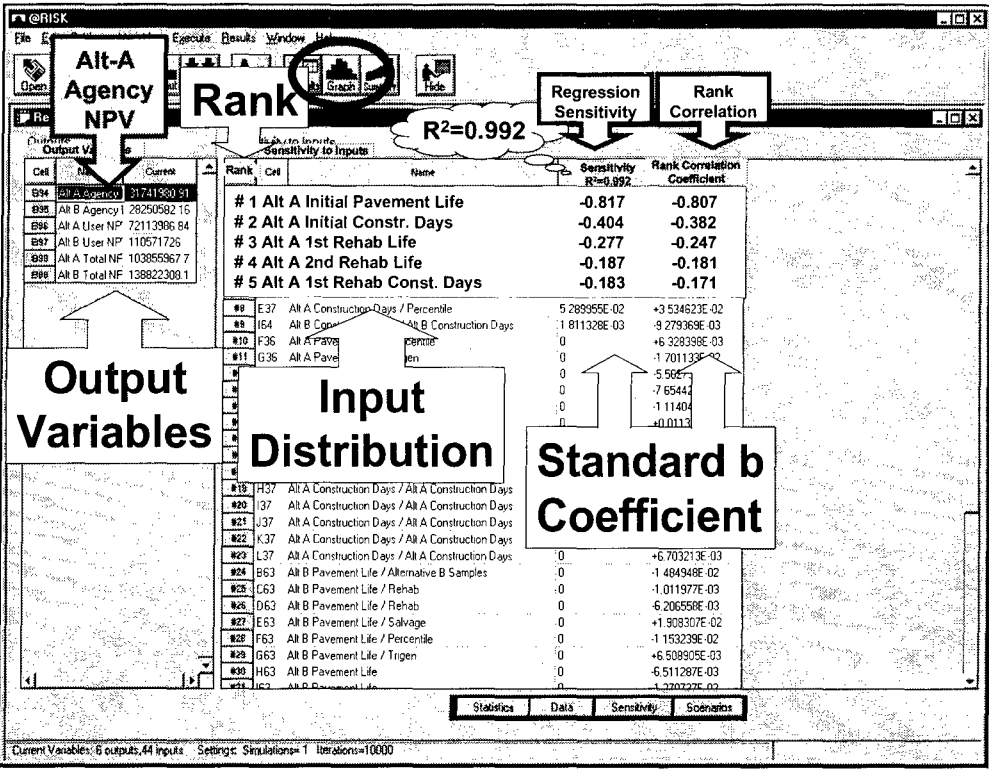 @RISK
File Execute Results Window
Alt-A
Agency
NPV
Open
Graph
Hide
Rank
R²=0.992
Regression
Sensitivity
Rank
Correlation
Output
Sensitivity to Inputs
Cell Current
Rank Cell Name Sensitivity R²=0.992 Rank Correlation Coefficient
B94 Alt A Agency 31741980 91
B95 Alt B Agency 28250582 16
B96 Alt A User NP 72113986 84
B97 Alt B User NP 110571726
Alt A Total NF 103855967 7
Alt B Total NF 138822308.1
# 1 Alt A Initial Pavement Life -0.817 -0.807
# 2 Alt A Initial Constr. Days -0.404 -0.382
# 3 Alt A 1st Rehab Life -0.277 -0.247
# 4 Alt A 2nd Rehab Life -0.187 -0.181
# 5 Alt A 1st Rehab Const. Days -0.183 -0.171
#8 E37 Alt A Construction Days / Percentile 5 289955E-02 +3 534623E-02
#9 I64 Alt B Alt B Construction Days 1 811328E-03 -9 279369E-03
#10 F36 Alt A 0 +6 328398E-03
#11 G36 Alt A Pave 0
Output
Variables
Input
Distribution
Standard b
Coefficient
#19 H37 Alt A Construction Days / Alt A Construction Days
#20 I37 Alt A Construction Days / Alt A Construction Days
#21 J37 Alt A Construction Days / Alt A Construction Days
#22 K37 Alt A Construction Days / Alt A Construction Days
#23 L37 Alt A Construction Days / Alt A Construction Days 0 +6.703213E-03
#24 B63 Alt B Pavement Life / Alternative B Samples 0 -1 484948E-02
#25 C63 Alt B Pavement Life / Rehab 0 -1.011977E-03
#26 D63 Alt B Pavement Life / Rehab 0 -6.206558E-03
#27 E63 Alt B Pavement Life / Salvage 0 +1.908307E-02
#28 F63 Alt B Pavement Life / Percentile 0 -1 153239E-02
#29 G63 Alt B Pavement Life / Trigen 0 +6.508905E-03
#30 H63 Alt B Pavement Life 0 -6.511287E-03
Statistics Data Sensitivity Scenarios
Current Variables: 6 outputs,44 inputs Settings: Simulations= 1 Iterations=10000